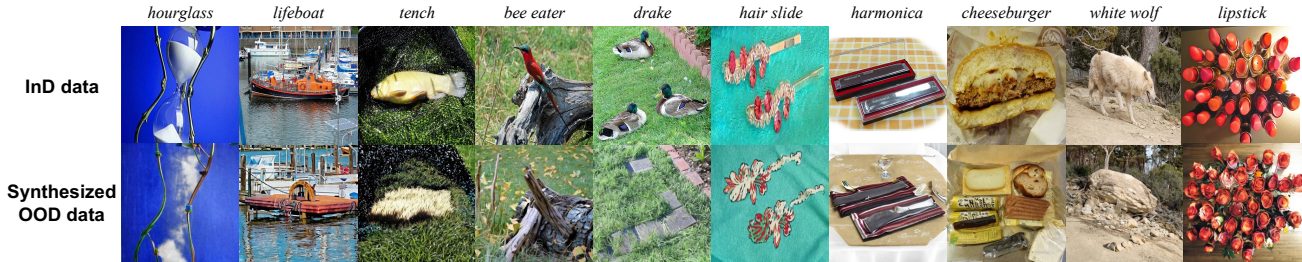 hourglass lifeboat tench bee eater drake hair slide harmonica cheeseburger white wolf lipstick
InD data
Synthesized
OOD data